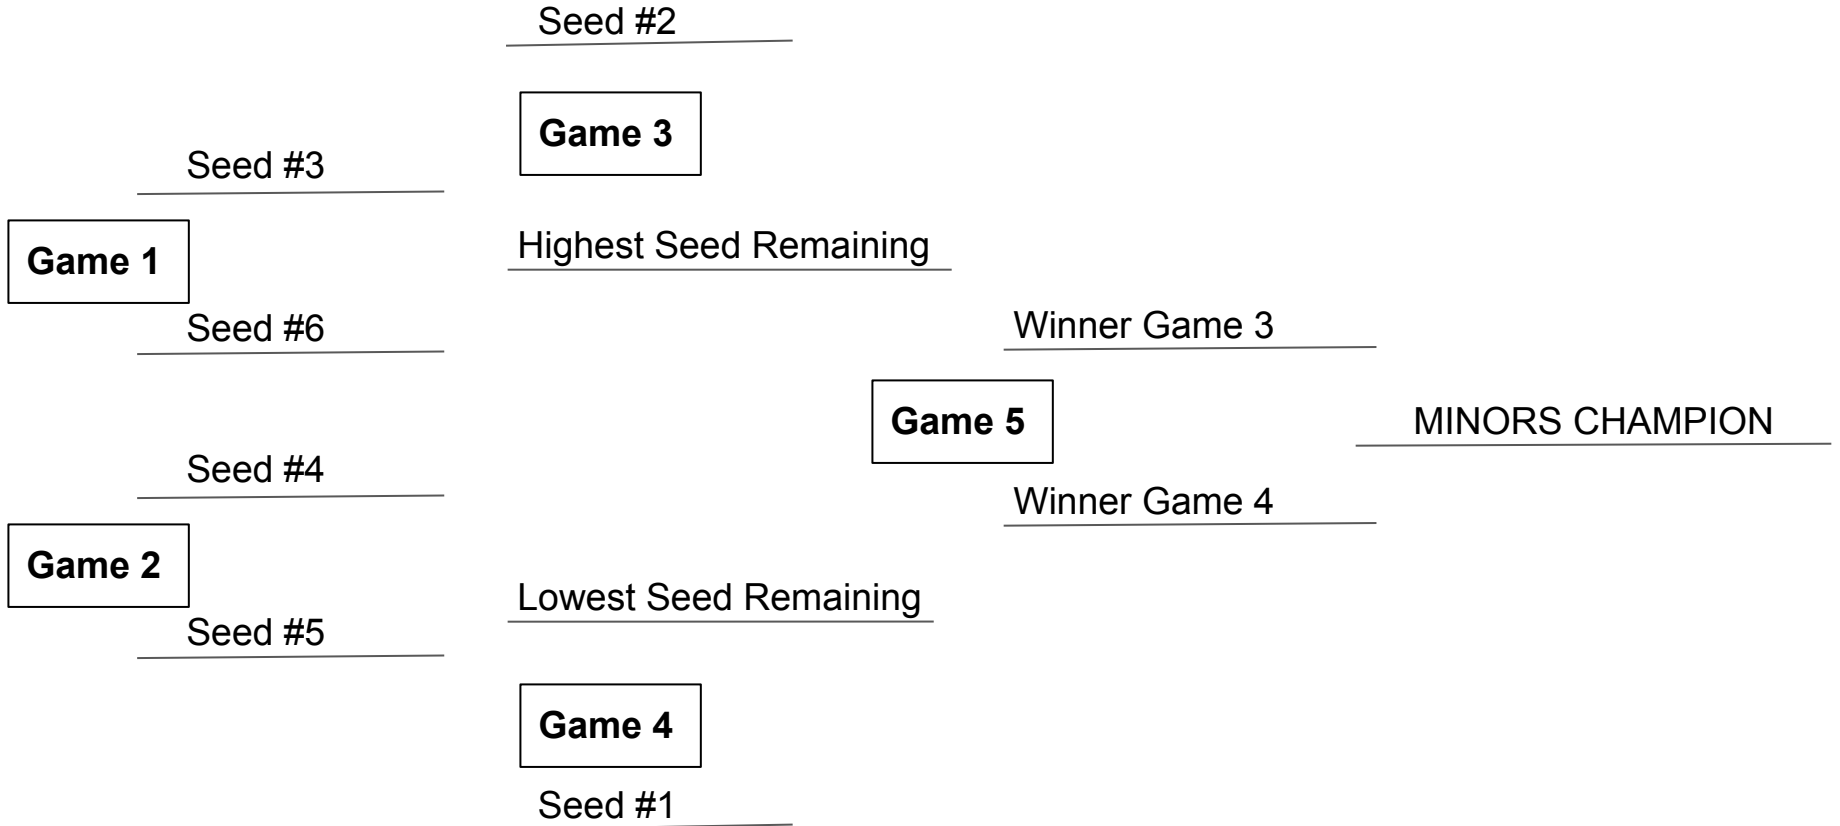 Seed #2
Game 3
Seed #3
Highest Seed Remaining
Game 1
Seed #6
Winner Game 3
Game 5
MINORS CHAMPION
Seed #4
Winner Game 4
Game 2
Lowest Seed Remaining
Seed #5
Game 4
Seed #1